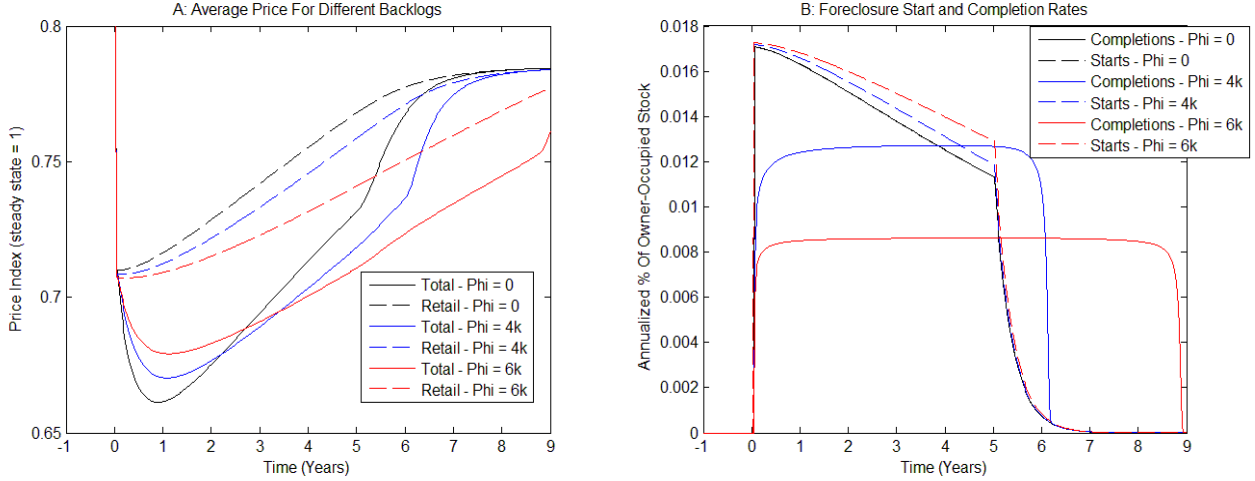 A: Average Price For Different Backlogs
0.8
0.75
0.7
0.65
Price Index (steady state = 1)
-1 0 1 2 3 4 5 6 7 8 9
Time (Years)
Total - Phi = 0
Retail - Phi = 0
Total - Phi = 4k
Retail - Phi = 4k
Total - Phi = 6k
Retail - Phi = 6k
B: Foreclosure Start and Completion Rates
0.018
0.016
0.014
0.012
0.01
0.008
0.006
0.004
0.002
0
Annualized % Of Owner-Occupied Stock
-1 0 1 2 3 4 5 6 7 8 9
Time (Years)
Completions - Phi = 0
Starts - Phi = 0
Completions - Phi = 4k
Starts - Phi = 4k
Completions - Phi = 6k
Starts - Phi = 6k